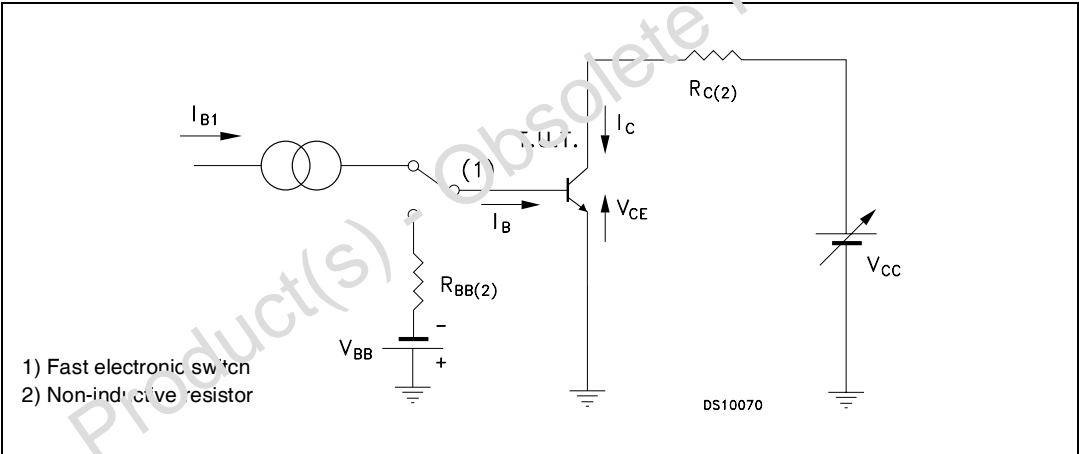 Product(s) - Obsolete
I_B1
(1)
I_B
I_C
V_CE
R_C(2)
V_CC
R_BB(2)
V_BB
-
+
1) Fast electronic switch
2) Non-inductive resistor
DS10070